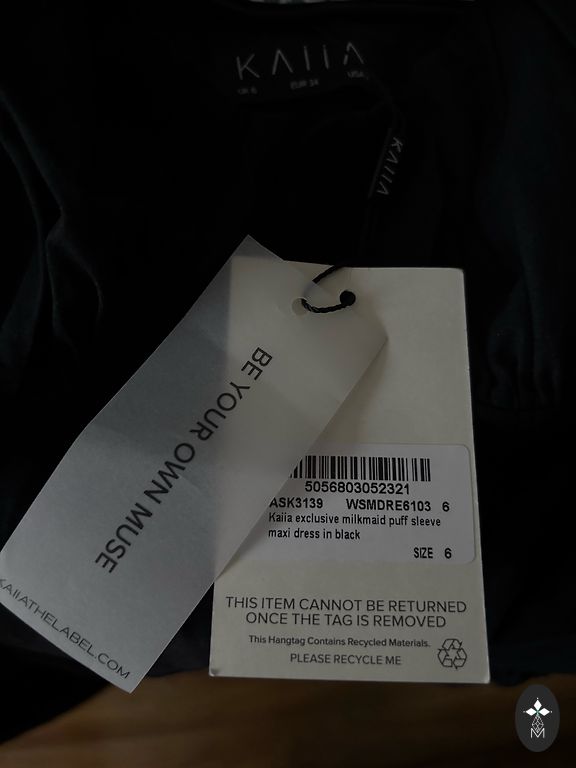 KAIIA
UK 6 EUR 34 USA
KAIIA
BE YOUR OWN MUSE
KAIIATHELABEL.COM
5056803052321
ASK3139 WSMDRE6103 6
Kaiia exclusive milkmaid puff sleeve
maxi dress in black
SIZE 6
THIS ITEM CANNOT BE RETURNED
ONCE THE TAG IS REMOVED
This Hangtag Contains Recycled Materials.
PLEASE RECYCLE ME
M